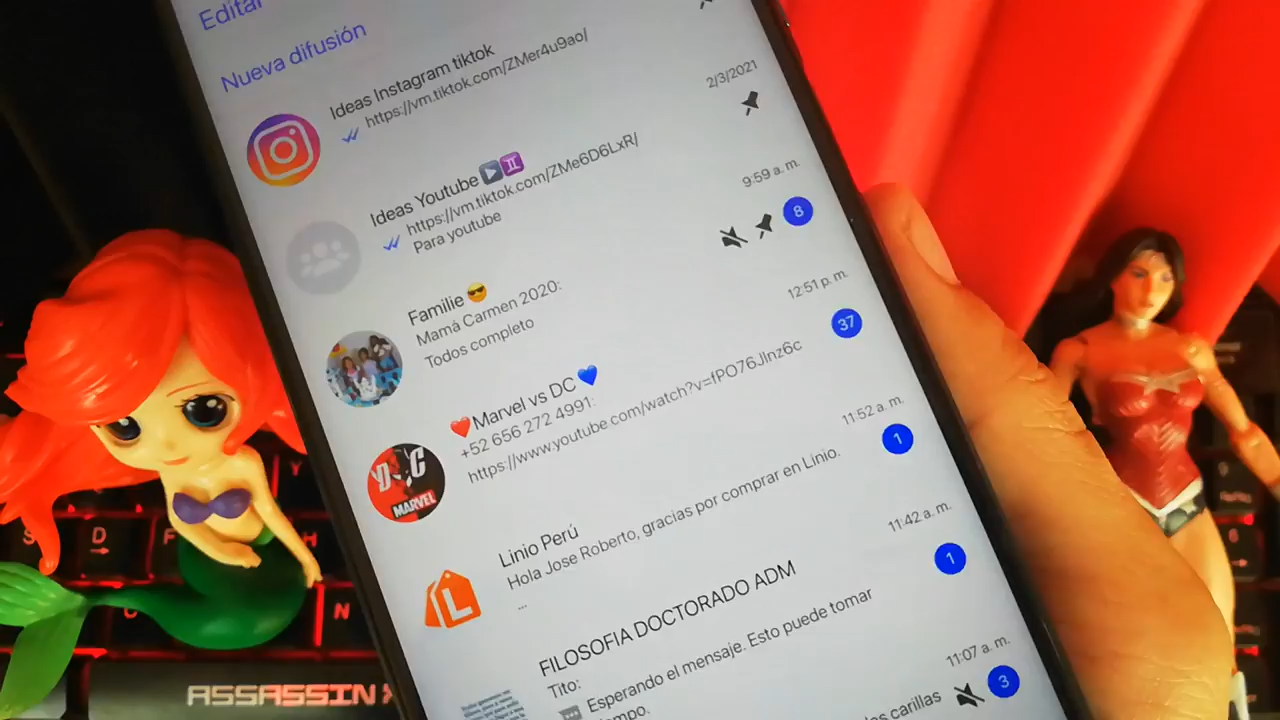 Editar
Nueva difusión
Ideas Instagram tiktok
https://vm.tiktok.com/ZMer4u9ao/
2/3/2021
Ideas Youtube
https://vm.tiktok.com/ZMe6D6LxR/
Para youtube
9:59 a. m.
8
Familie
Mamá Carmen 2020:
Todos completo
12:51 p. m.
37
Marvel vs DC
+52 656 272 4991:
https://www.youtube.com/watch?v=fPO76JInz6c
DC
MARVEL
11:52 a. m.
1
Linio Perú
Hola Jose Roberto, gracias por comprar en Linio.
...
L
11:42 a. m.
1
FILOSOFIA DOCTORADO ADM
Tito:
Esperando el mensaje. Esto puede tomar
11:07 a. m.
3
carillas
S
D
F
H
Y
C
N
ASSASSIN